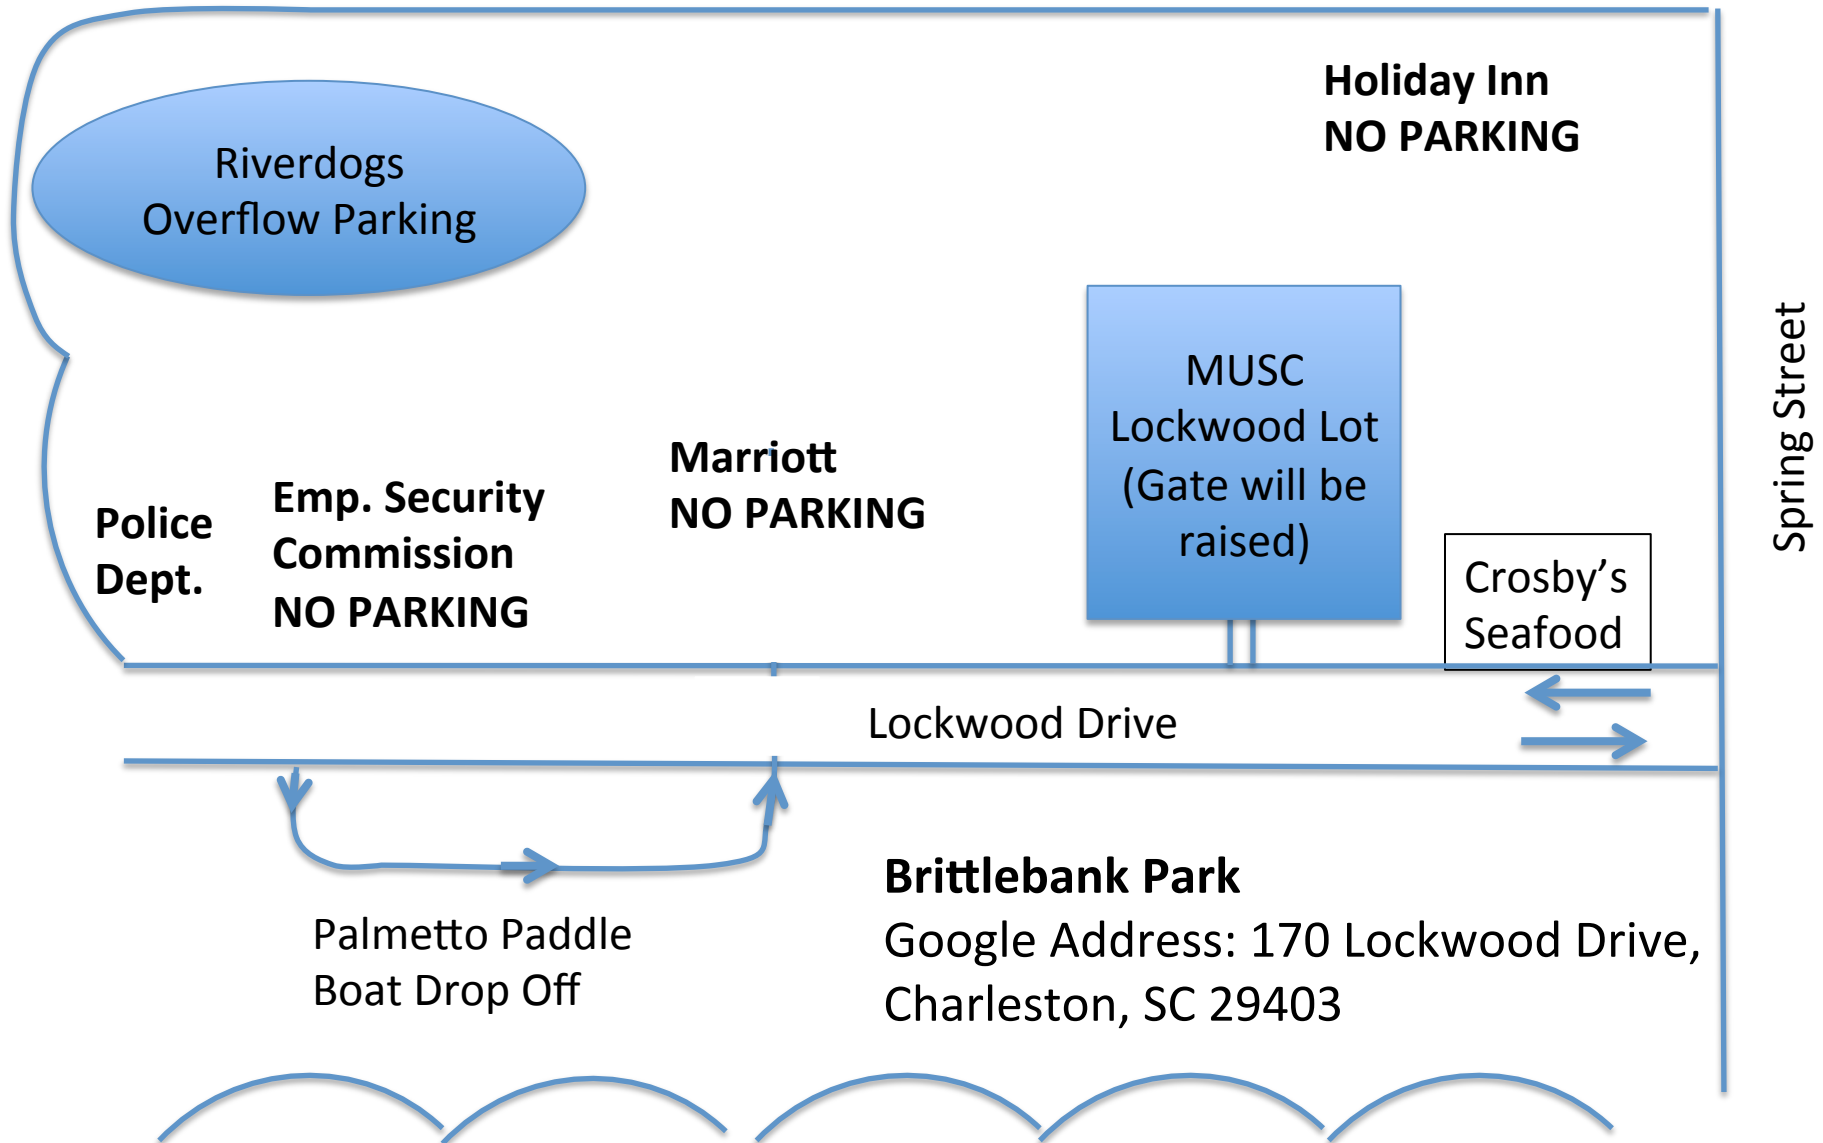 Holiday Inn
NO PARKING
Riverdogs
Overflow Parking
MUSC
Lockwood Lot
(Gate will be
raised)
Spring Street
Marriott
NO PARKING
Emp. Security
Commission
NO PARKING
Police
Dept.
Crosby’s
Seafood
Lockwood Drive
Brittlebank Park
Google Address: 170 Lockwood Drive,
Charleston, SC 29403
Palmetto Paddle
Boat Drop Off